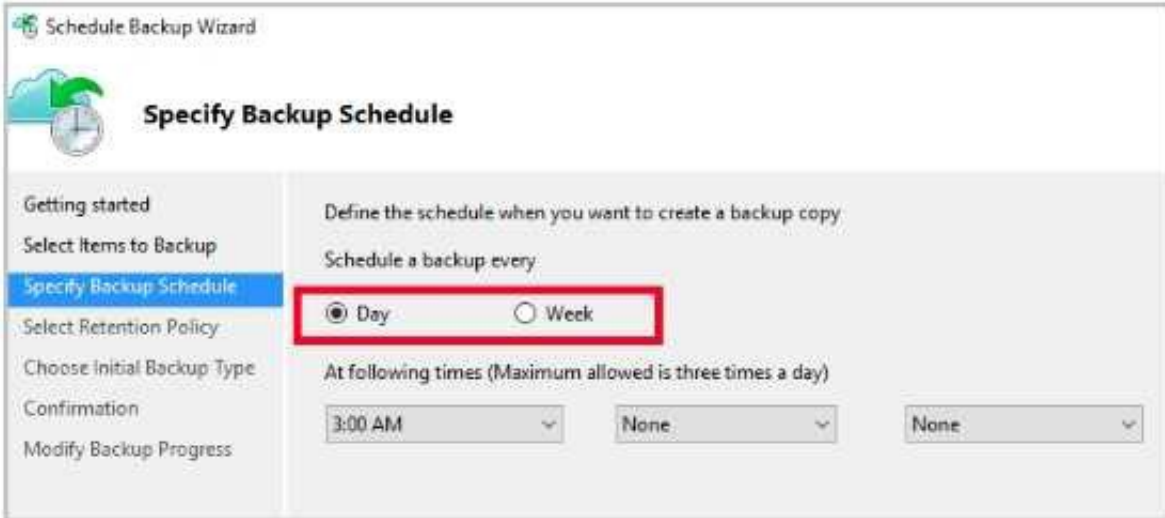 Schedule Backup Wizard
Specify Backup Schedule
Getting started
Select Items to Backup
Specify Backup Schedule
Select Retention Policy
Choose Initial Backup Type
Confirmation
Modify Backup Progress
Define the schedule when you want to create a backup copy
Schedule a backup every
Day Week
At following times (Maximum allowed is three times a day)
3:00 AM None None